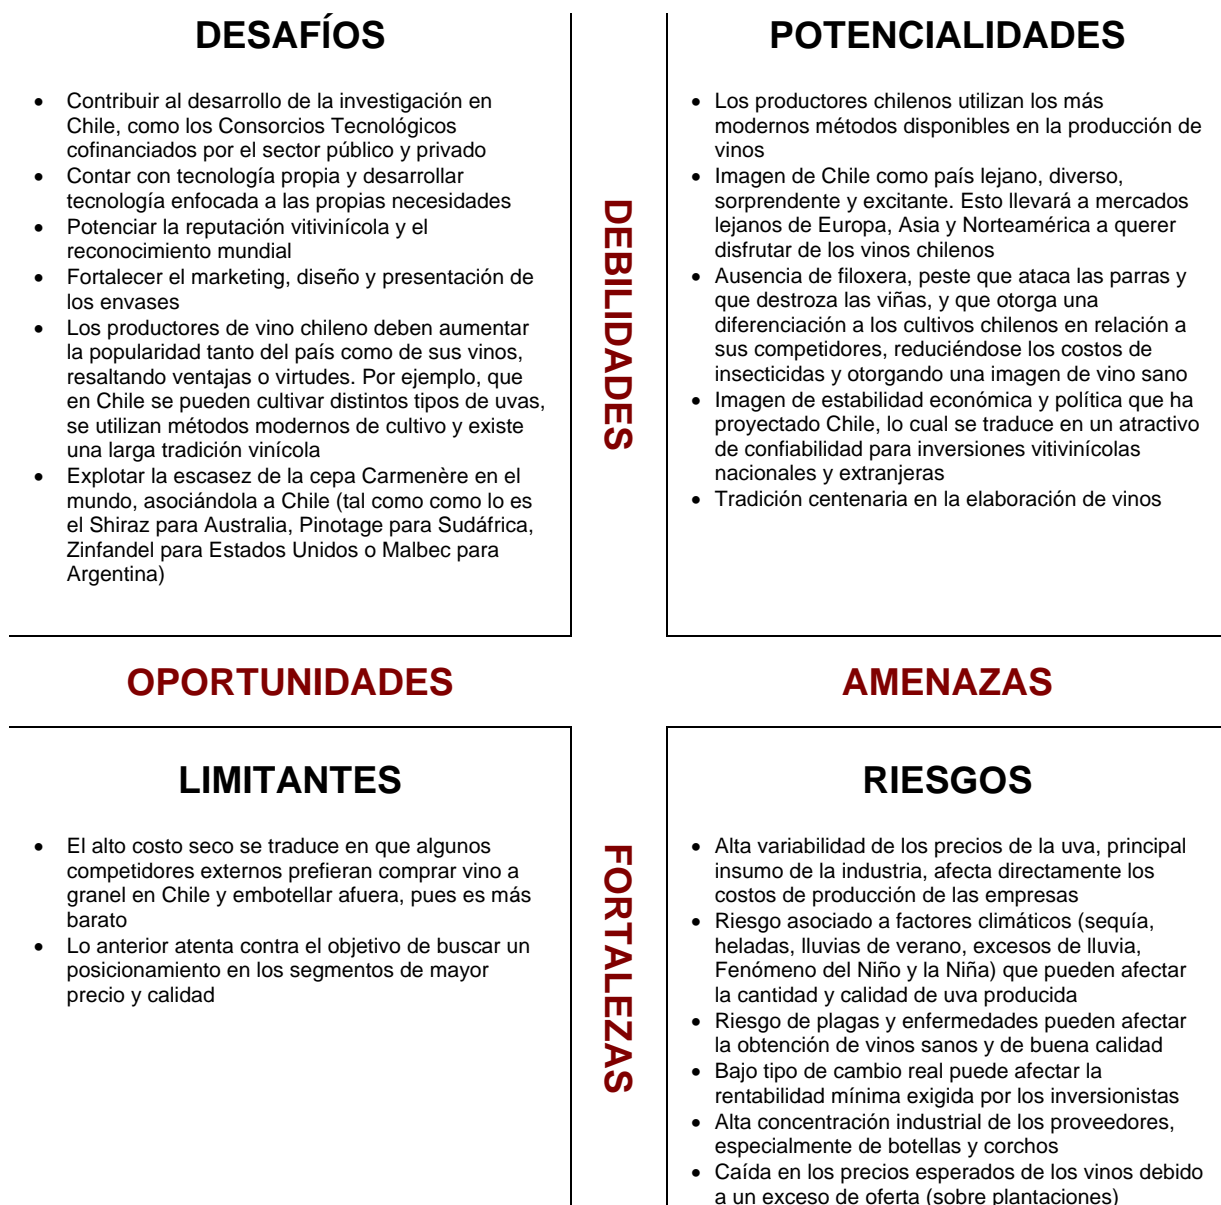 DESAFÍOS
• Contribuir al desarrollo de la investigación en
Chile, como los Consorcios Tecnológicos
cofinanciados por el sector público y privado
• Contar con tecnología propia y desarrollar
tecnología enfocada a las propias necesidades
• Potenciar la reputación vitivinícola y el
reconocimiento mundial
• Fortalecer el marketing, diseño y presentación de
los envases
• Los productores de vino chileno deben aumentar
la popularidad tanto del país como de sus vinos,
resaltando ventajas o virtudes. Por ejemplo, que
en Chile se pueden cultivar distintos tipos de uvas,
se utilizan métodos modernos de cultivo y existe
una larga tradición vinícola
• Explotar la escasez de la cepa Carmenère en el
mundo, asociándola a Chile (tal como como lo es
el Shiraz para Australia, Pinotage para Sudáfrica,
Zinfandel para Estados Unidos o Malbec para
Argentina)
DEBILIDADES
POTENCIALIDADES
• Los productores chilenos utilizan los más
modernos métodos disponibles en la producción de
vinos
• Imagen de Chile como país lejano, diverso,
sorprendente y excitante. Esto llevará a mercados
lejanos de Europa, Asia y Norteamérica a querer
disfrutar de los vinos chilenos
• Ausencia de filoxera, peste que ataca las parras y
que destroza las viñas, y que otorga una
diferenciación a los cultivos chilenos en relación a
sus competidores, reduciéndose los costos de
insecticidas y otorgando una imagen de vino sano
• Imagen de estabilidad económica y política que ha
proyectado Chile, lo cual se traduce en un atractivo
de confiabilidad para inversiones vitivinícolas
nacionales y extranjeras
• Tradición centenaria en la elaboración de vinos
OPORTUNIDADES
AMENAZAS
LIMITANTES
• El alto costo seco se traduce en que algunos
competidores externos prefieran comprar vino a
granel en Chile y embotellar afuera, pues es más
barato
• Lo anterior atenta contra el objetivo de buscar un
posicionamiento en los segmentos de mayor
precio y calidad
FORTALEZAS
RIESGOS
• Alta variabilidad de los precios de la uva, principal
insumo de la industria, afecta directamente los
costos de producción de las empresas
• Riesgo asociado a factores climáticos (sequía,
heladas, lluvias de verano, excesos de lluvia,
Fenómeno del Niño y la Niña) que pueden afectar
la cantidad y calidad de uva producida
• Riesgo de plagas y enfermedades pueden afectar
la obtención de vinos sanos y de buena calidad
• Bajo tipo de cambio real puede afectar la
rentabilidad mínima exigida por los inversionistas
• Alta concentración industrial de los proveedores,
especialmente de botellas y corchos
• Caída en los precios esperados de los vinos debido
a un exceso de oferta (sobre plantaciones)